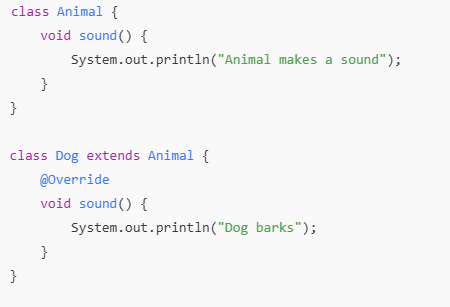 class Animal {
    void sound() {
        System.out.println("Animal makes a sound");
    }
}

class Dog extends Animal {
    @Override
    void sound() {
        System.out.println("Dog barks");
    }
}